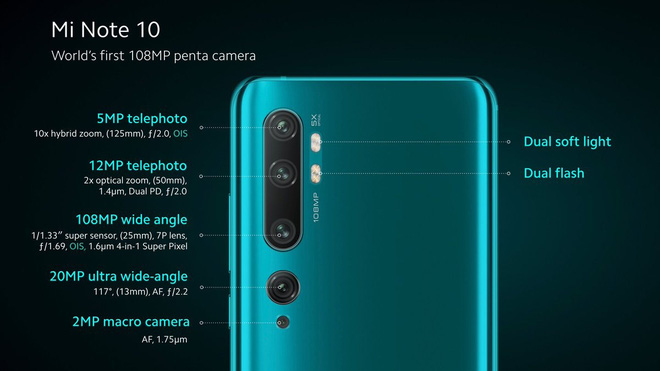 Mi Note 10
World's first 108MP penta camera
5MP telephoto
10x hybrid zoom, (125mm), ƒ/2.0, OIS
12MP telephoto
2x optical zoom, (50mm),
1.4μm, Dual PD, ƒ/2.0
108MP wide angle
1/1.33″ super sensor, (25mm), 7P lens,
ƒ/1.69, OIS, 1.6μm 4-in-1 Super Pixel
20MP ultra wide-angle
117°, (13mm), AF, ƒ/2.2
2MP macro camera
AF, 1.75μm
5X
108MP
Dual soft light
Dual flash